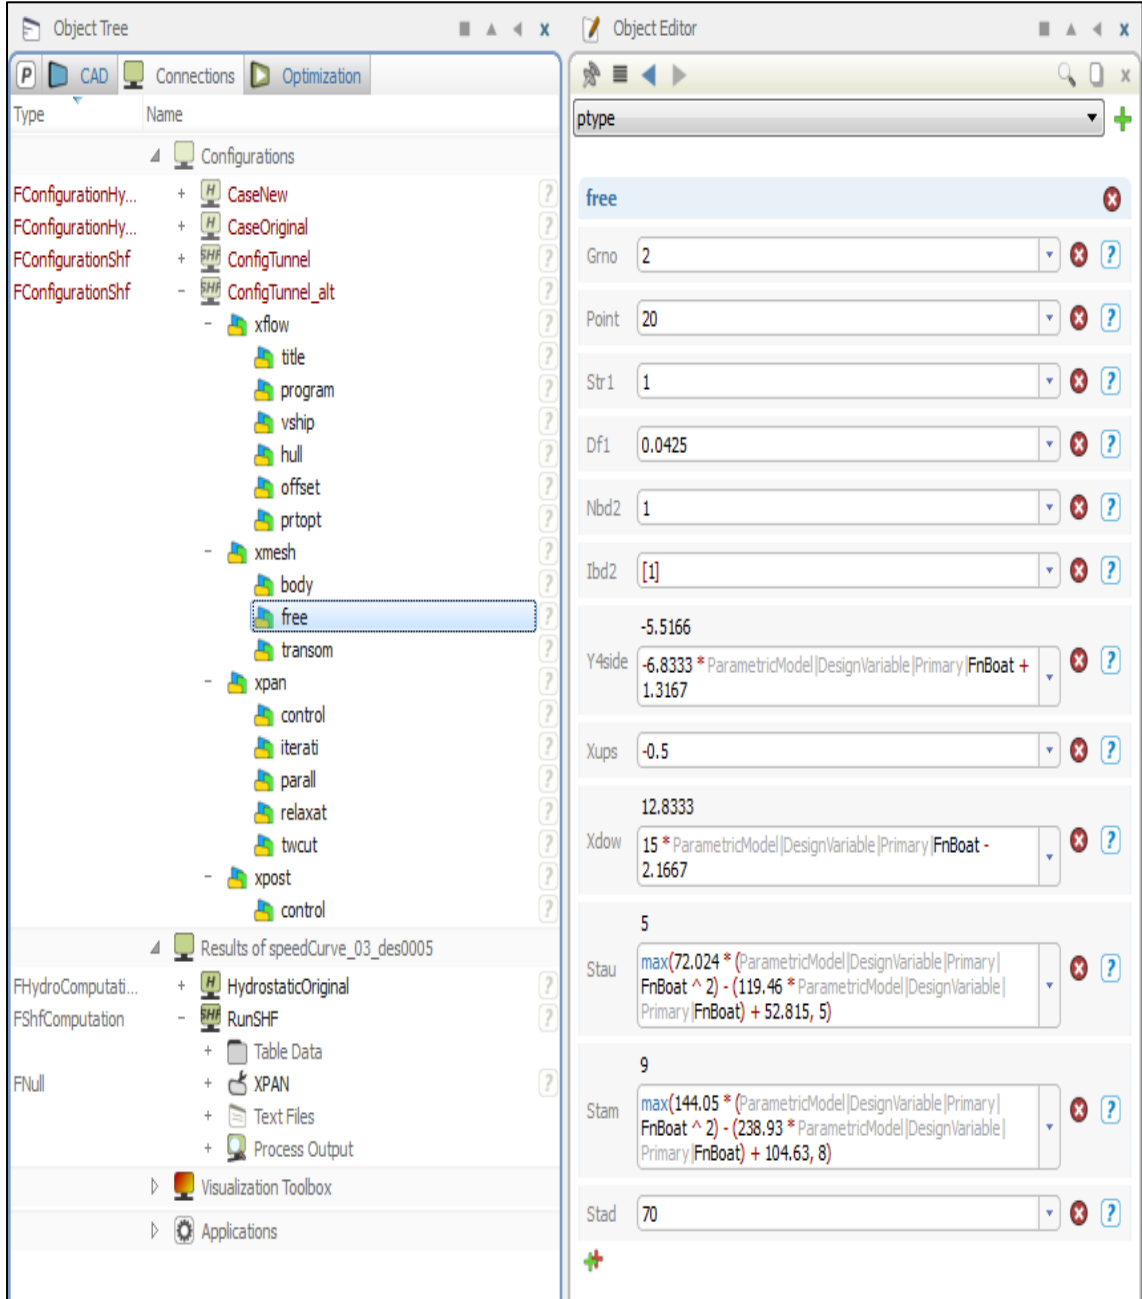 Object Tree
P CAD Connections Optimization
Type Name
Configurations
FConfigurationHy... + H CaseNew ?
FConfigurationHy... + H CaseOriginal ?
FConfigurationShf + SHF ConfigTunnel ?
FConfigurationShf - SHF ConfigTunnel_alt ?
- xflow ?
title ?
program ?
vship ?
hull ?
offset ?
prtopt ?
- xmesh ?
body ?
free ?
transom ?
- xpan ?
control ?
iterati ?
parall ?
relaxat ?
twcut ?
- xpost ?
control ?
Results of speedCurve_03_des0005
FHydroComputati... + H HydrostaticOriginal ?
FShfComputation - SHF RunSHF ?
+ Table Data
FNull + XPAN ?
+ Text Files
+ Process Output
Visualization Toolbox
Applications
Object Editor
ptype
free
Grno 2 ?
Point 20 ?
Str1 1 ?
Df1 0.0425 ?
Nbd2 1 ?
Ibd2 [1] ?
-5.5166
Y4side -6.8333 * ParametricModel|DesignVariable|Primary|FnBoat + ?
1.3167
Xups -0.5 ?
12.8333
Xdow 15 * ParametricModel|DesignVariable|Primary|FnBoat - ?
2.1667
5
Stau max(72.024 * (ParametricModel|DesignVariable|Primary| ?
FnBoat ^ 2) - (119.46 * ParametricModel|DesignVariable|
Primary|FnBoat) + 52.815, 5)
9
Stam max(144.05 * (ParametricModel|DesignVariable|Primary| ?
FnBoat ^ 2) - (238.93 * ParametricModel|DesignVariable|
Primary|FnBoat) + 104.63, 8)
Stad 70 ?